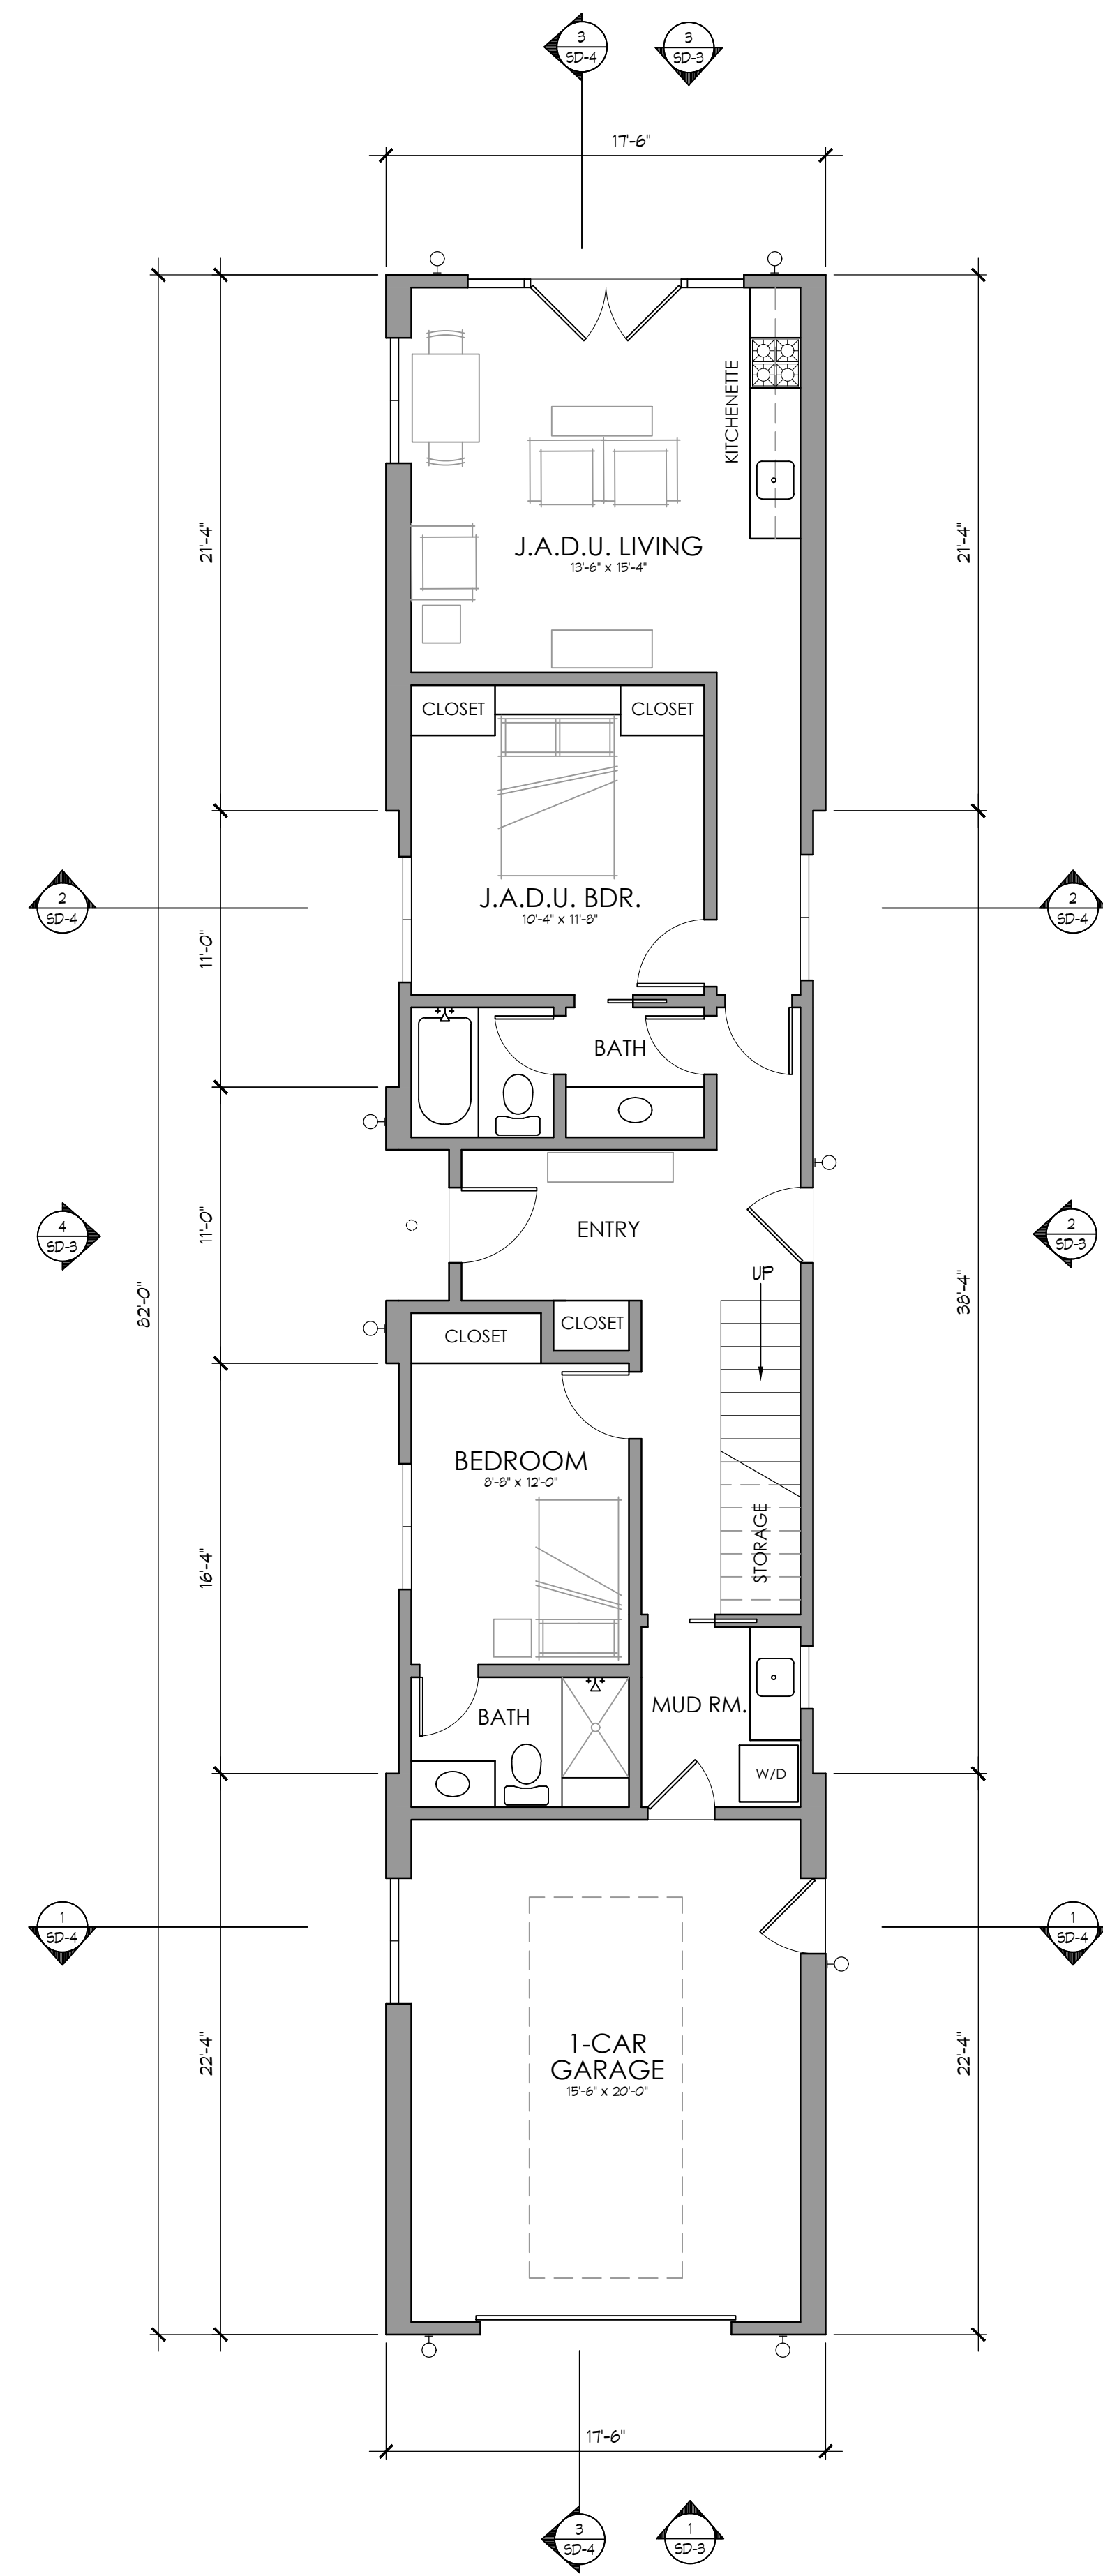 3
SD-4
3
SD-3
17'-6"
KITCHENETTE
21'-4"
21'-4"
J.A.D.U. LIVING
13'-6" x 15'-4"
CLOSET
CLOSET
2
SD-4
J.A.D.U. BDR.
10'-4" x 11'-8"
2
SD-4
11'-0"
BATH
4
SD-3
11'-0"
ENTRY
2
SD-3
82'-0"
UP
38'-4"
CLOSET
CLOSET
BEDROOM
8'-8" x 12'-0"
16'-4"
STORAGE
BATH
MUD RM.
W/D
1
SD-4
1
SD-4
22'-4"
1-CAR
GARAGE
15'-6" x 20'-0"
22'-4"
17'-6"
3
SD-4
1
SD-3